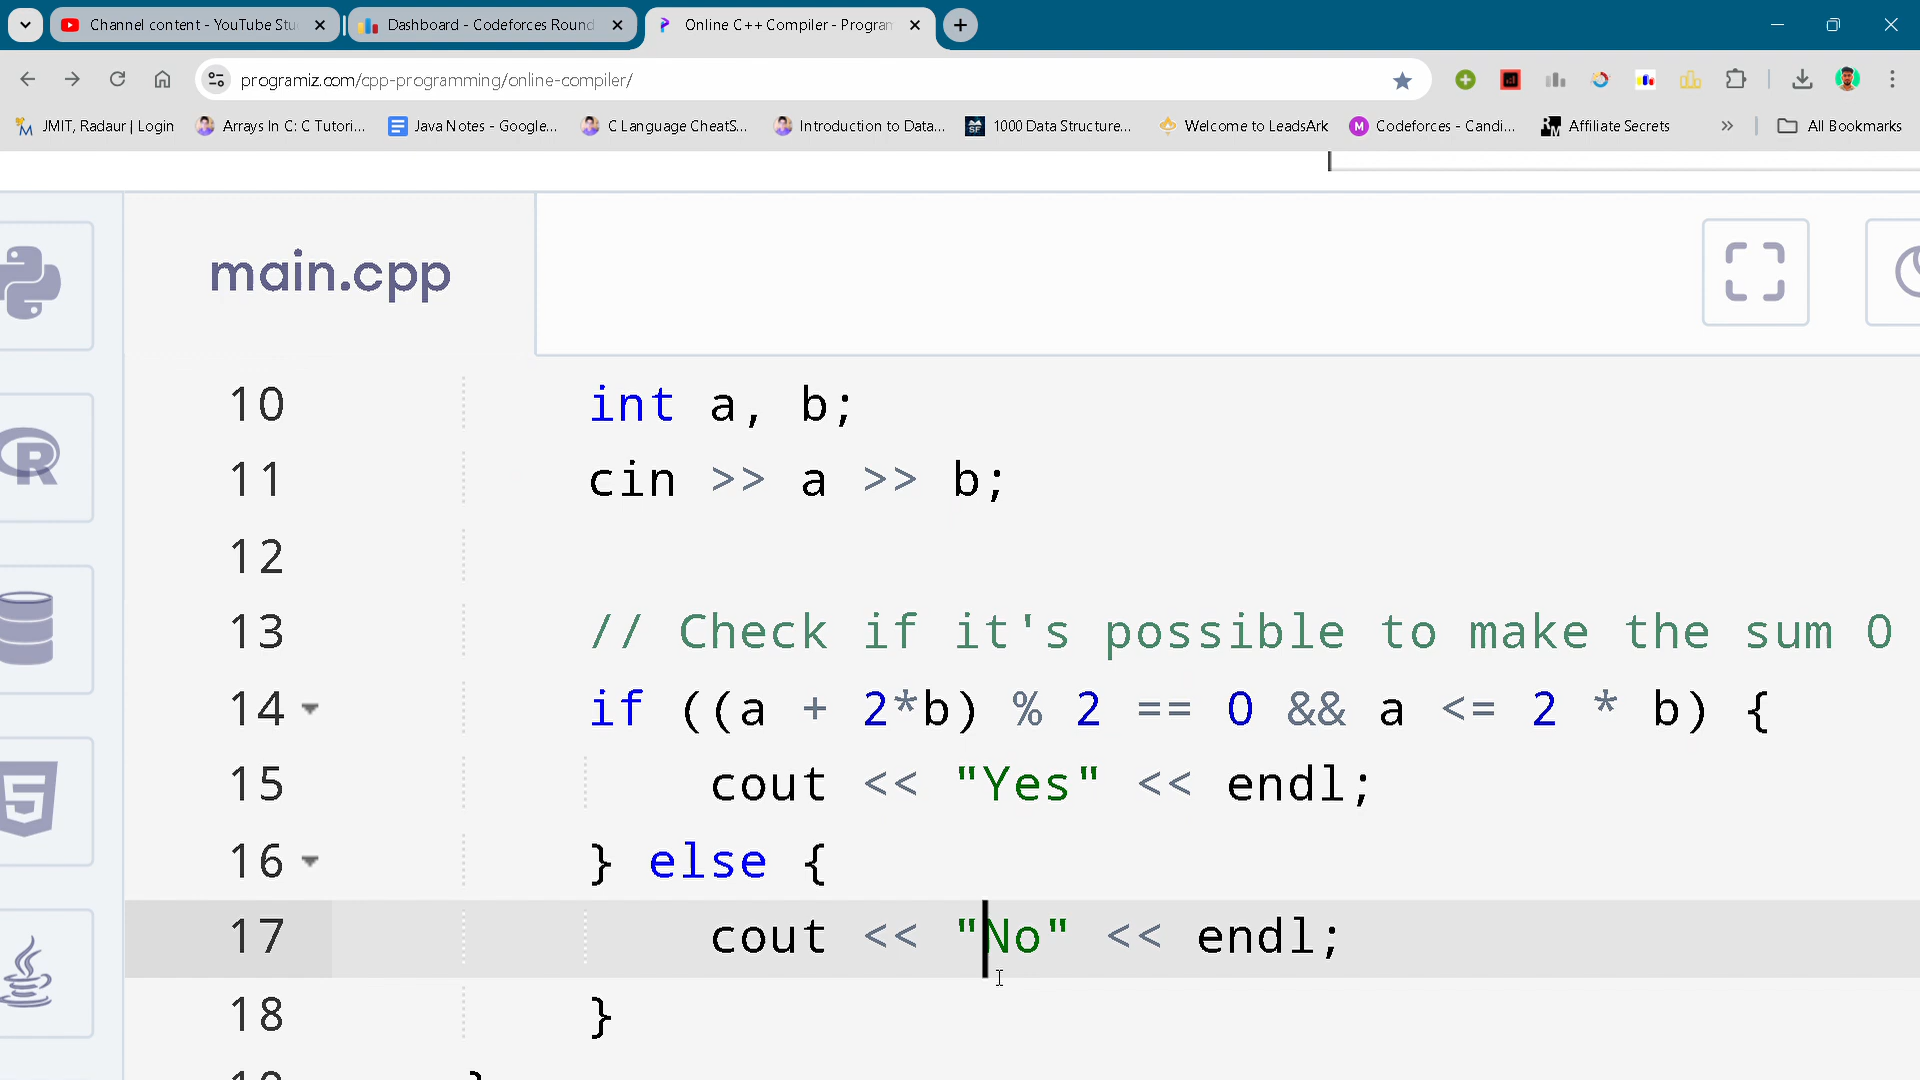 Channel content - YouTube Stu
Dashboard - Codeforces Round
Online C++ Compiler - Program
programiz.com/cpp-programming/online-compiler/
JMIT, Radaur | Login
Arrays In C: C Tutori...
Java Notes - Google...
C Language CheatS...
Introduction to Data...
1000 Data Structure...
Welcome to LeadsArk
Codeforces - Candi...
Affiliate Secrets
All Bookmarks
main.cpp
10 int a, b;
11 cin >> a >> b;
12
13 // Check if it's possible to make the sum 0
14 if ((a + 2*b) % 2 == 0 && a <= 2 * b) {
15 cout << "Yes" << endl;
16 } else {
17 cout << "No" << endl;
18 }
19 }